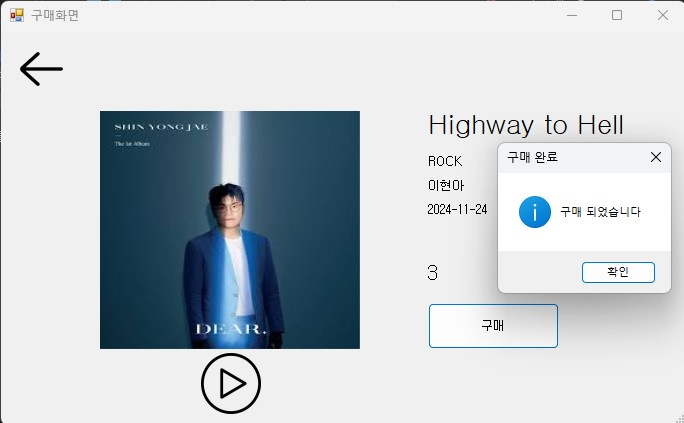 구매화면
SHIN YONG JAE
The 1st Album
DEAR.
Highway to Hell
ROCK
이현아
2024-11-24
3
구매
구매 완료
구매 되었습니다
확인